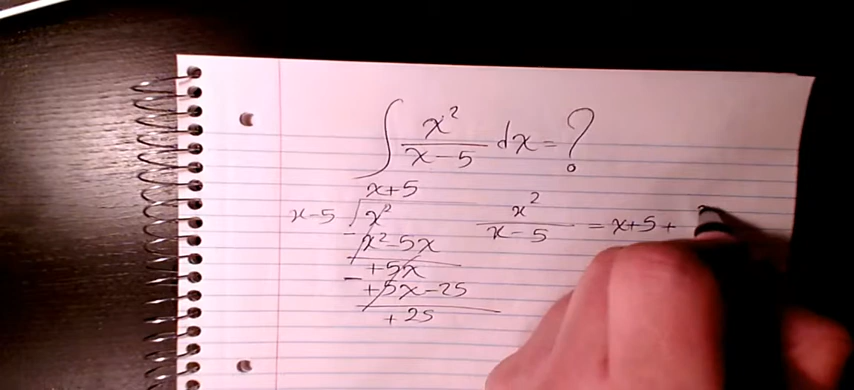 ∫ x²/(x-5) dx = ?
x+5
x-5 x² x²/(x-5) = x+5+
- x²-5x
+5x
- +5x-25
+25